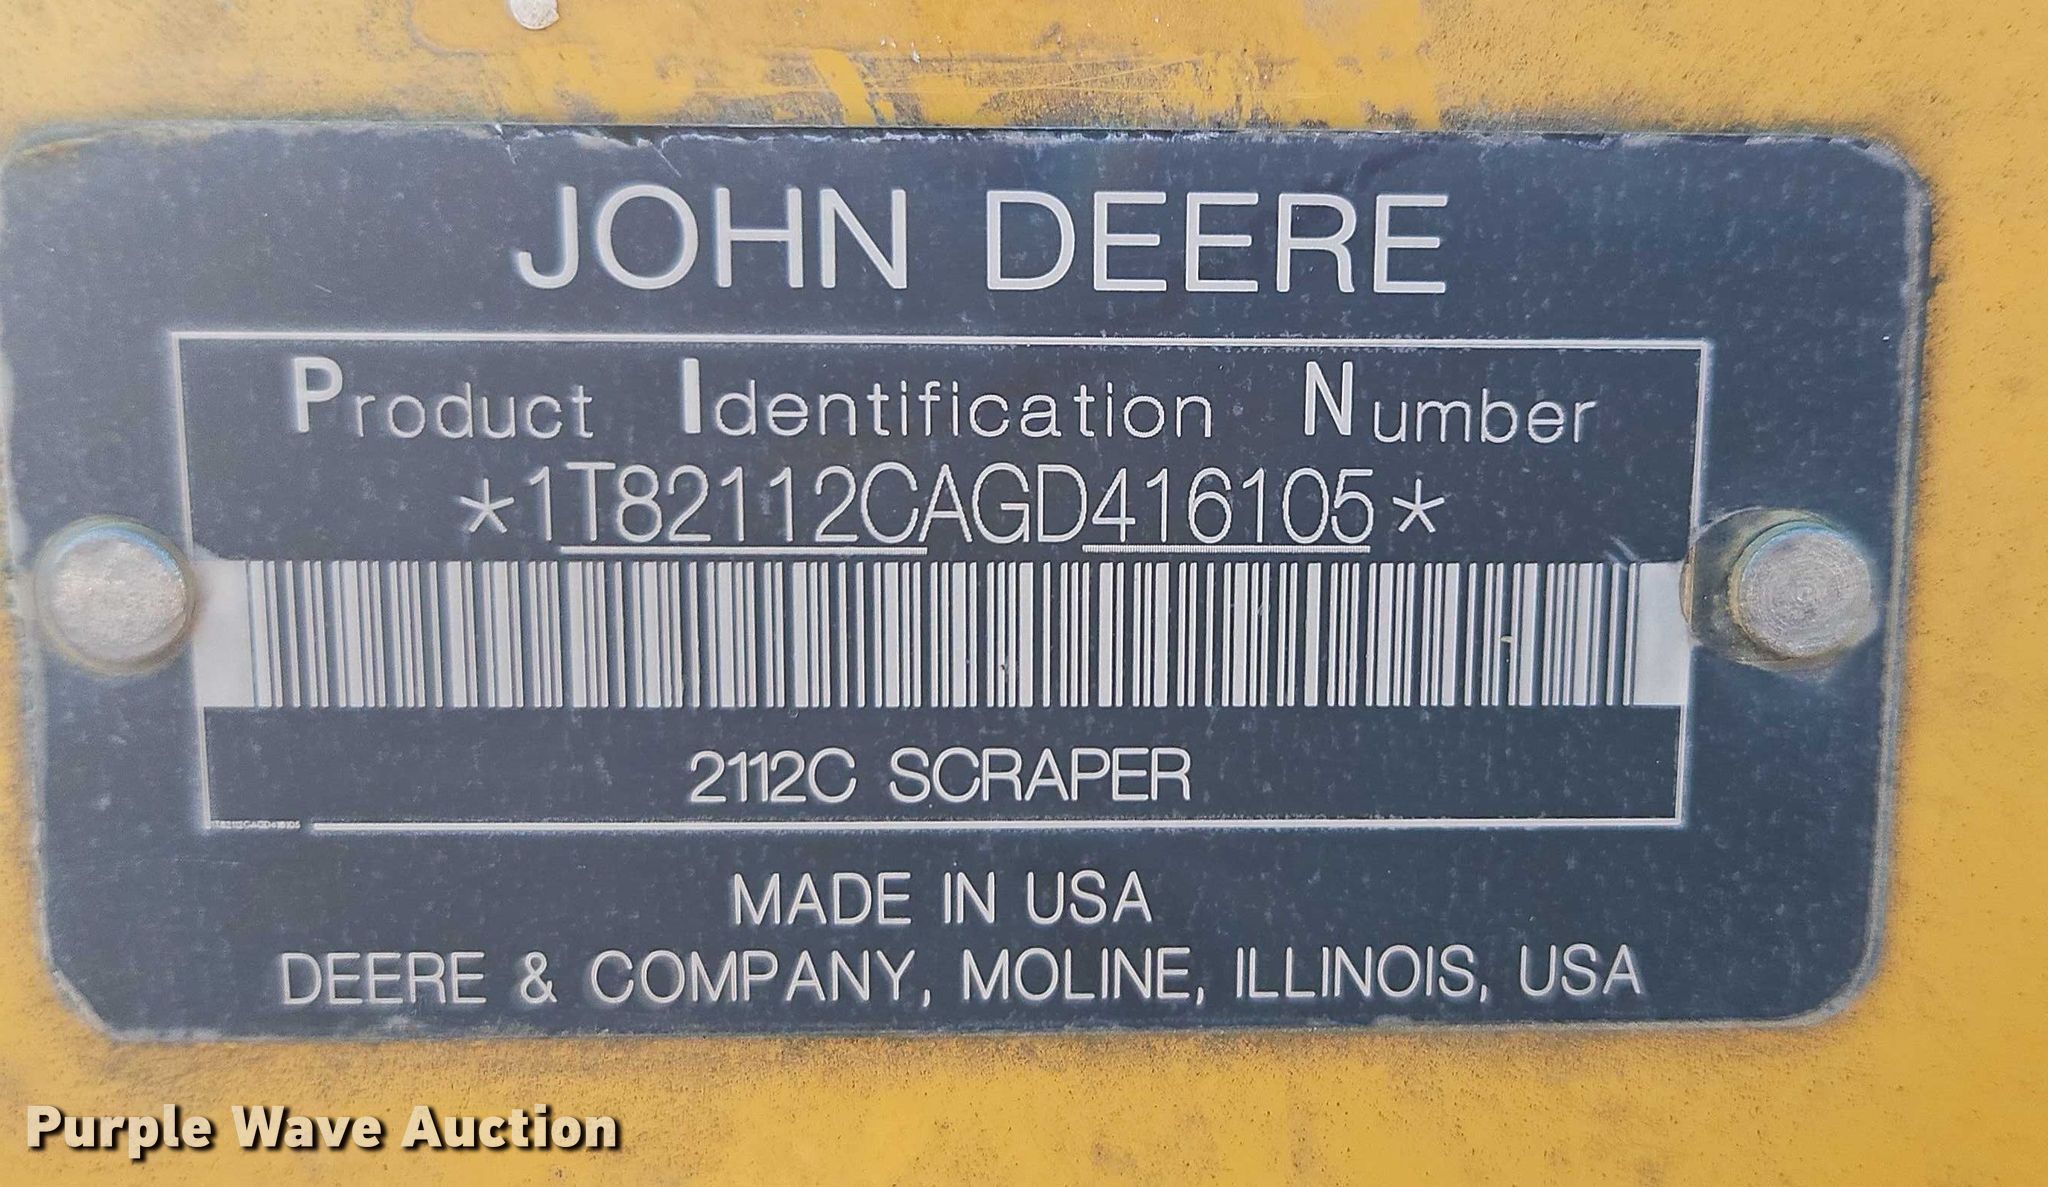 JOHN DEERE
Product Identification Number
*1T82112CAGD416105*
2112C SCRAPER
MADE IN USA
DEERE & COMPANY, MOLINE, ILLINOIS, USA
Purple Wave Auction